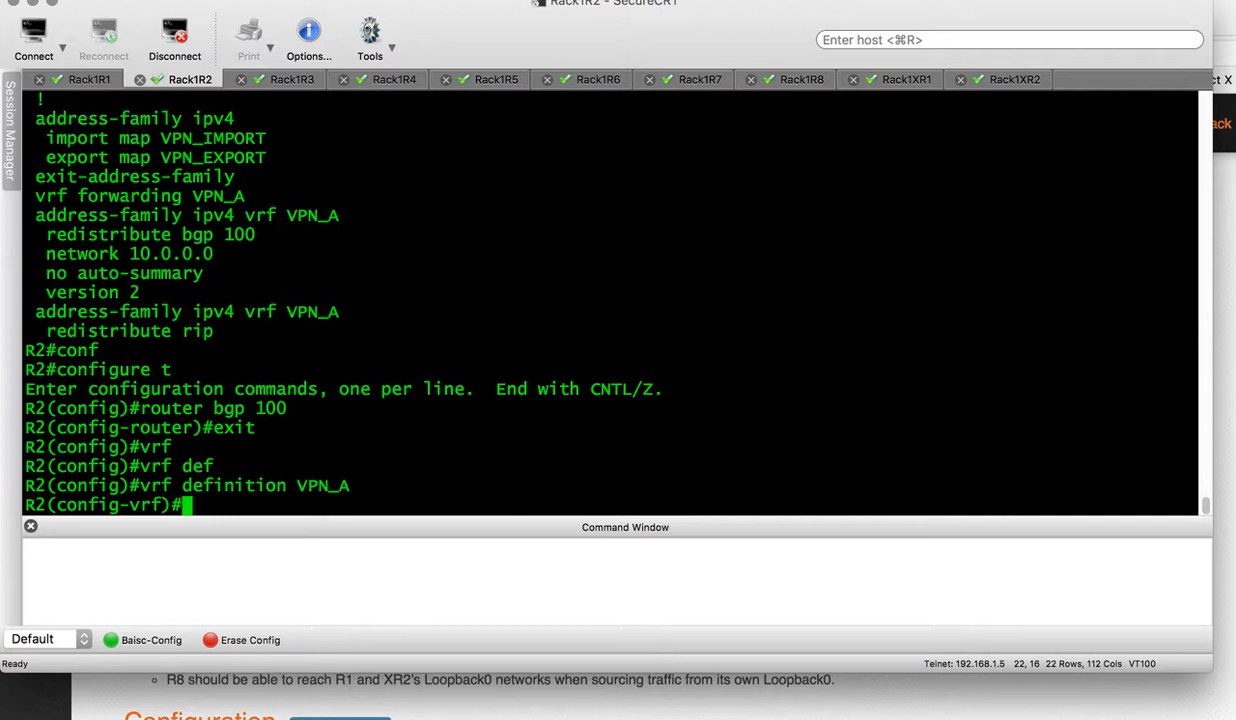 Rack1R2 - SecureCRT
Connect
Reconnect
Disconnect
Print
Options...
Tools
Enter host <⌘R>
Session Manager
Rack1R1
Rack1R2
Rack1R3
Rack1R4
Rack1R5
Rack1R6
Rack1R7
Rack1R8
Rack1XR1
Rack1XR2
ct X
ack
!
address-family ipv4
import map VPN_IMPORT
export map VPN_EXPORT
exit-address-family
vrf forwarding VPN_A
address-family ipv4 vrf VPN_A
redistribute bgp 100
network 10.0.0.0
no auto-summary
version 2
address-family ipv4 vrf VPN_A
redistribute rip
R2#conf
R2#configure t
Enter configuration commands, one per line.  End with CNTL/Z.
R2(config)#router bgp 100
R2(config-router)#exit
R2(config)#vrf
R2(config)#vrf def
R2(config)#vrf definition VPN_A
R2(config-vrf)#
Command Window
Default
Baisc-Config
Erase Config
Ready
Telnet: 192.168.1.5   22, 16   22 Rows, 112 Cols   VT100
R8 should be able to reach R1 and XR2's Loopback0 networks when sourcing traffic from its own Loopback0.
Configuration